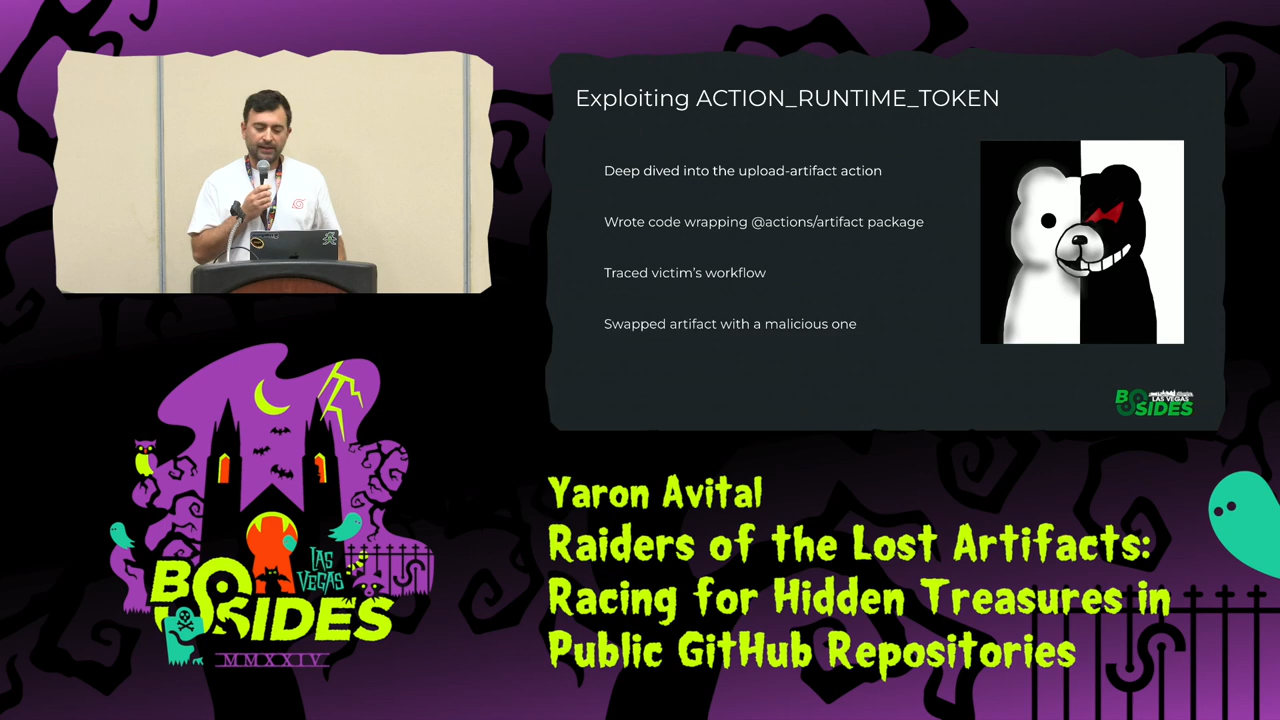 Exploiting ACTION_RUNTIME_TOKEN
Deep dived into the upload-artifact action
Wrote code wrapping @actions/artifact package
Traced victim's workflow
Swapped artifact with a malicious one
BSIDES
LAS VEGAS
LAS
VEGAS
BSIDES
MMXXIV
Yaron Avital
Raiders of the Lost Artifacts:
Racing for Hidden Treasures in
Public GitHub Repositories